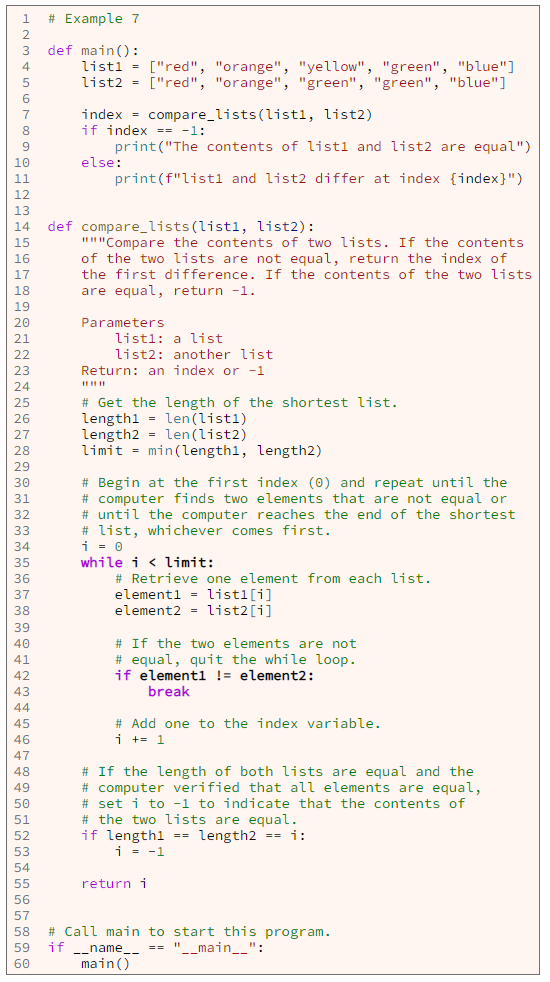 1 # Example 7
2
3 def main():
4     list1 = ["red", "orange", "yellow", "green", "blue"]
5     list2 = ["red", "orange", "green", "green", "blue"]
6
7     index = compare_lists(list1, list2)
8     if index == -1:
9         print("The contents of list1 and list2 are equal")
10     else:
11         print(f"list1 and list2 differ at index {index}")
12
13
14 def compare_lists(list1, list2):
15     """Compare the contents of two lists. If the contents
16     of the two lists are not equal, return the index of
17     the first difference. If the contents of the two lists
18     are equal, return -1.
19
20     Parameters
21         list1: a list
22         list2: another list
23     Return: an index or -1
24     """
25     # Get the length of the shortest list.
26     length1 = len(list1)
27     length2 = len(list2)
28     limit = min(length1, length2)
29
30     # Begin at the first index (0) and repeat until the
31     # computer finds two elements that are not equal or
32     # until the computer reaches the end of the shortest
33     # list, whichever comes first.
34     i = 0
35     while i < limit:
36         # Retrieve one element from each list.
37         element1 = list1[i]
38         element2 = list2[i]
39
40         # If the two elements are not
41         # equal, quit the while loop.
42         if element1 != element2:
43             break
44
45         # Add one to the index variable.
46         i += 1
47
48     # If the length of both lists are equal and the
49     # computer verified that all elements are equal,
50     # set i to -1 to indicate that the contents of
51     # the two lists are equal.
52     if length1 == length2 == i:
53         i = -1
54
55     return i
56
57
58 # Call main to start this program.
59 if __name__ == "__main__":
60     main()